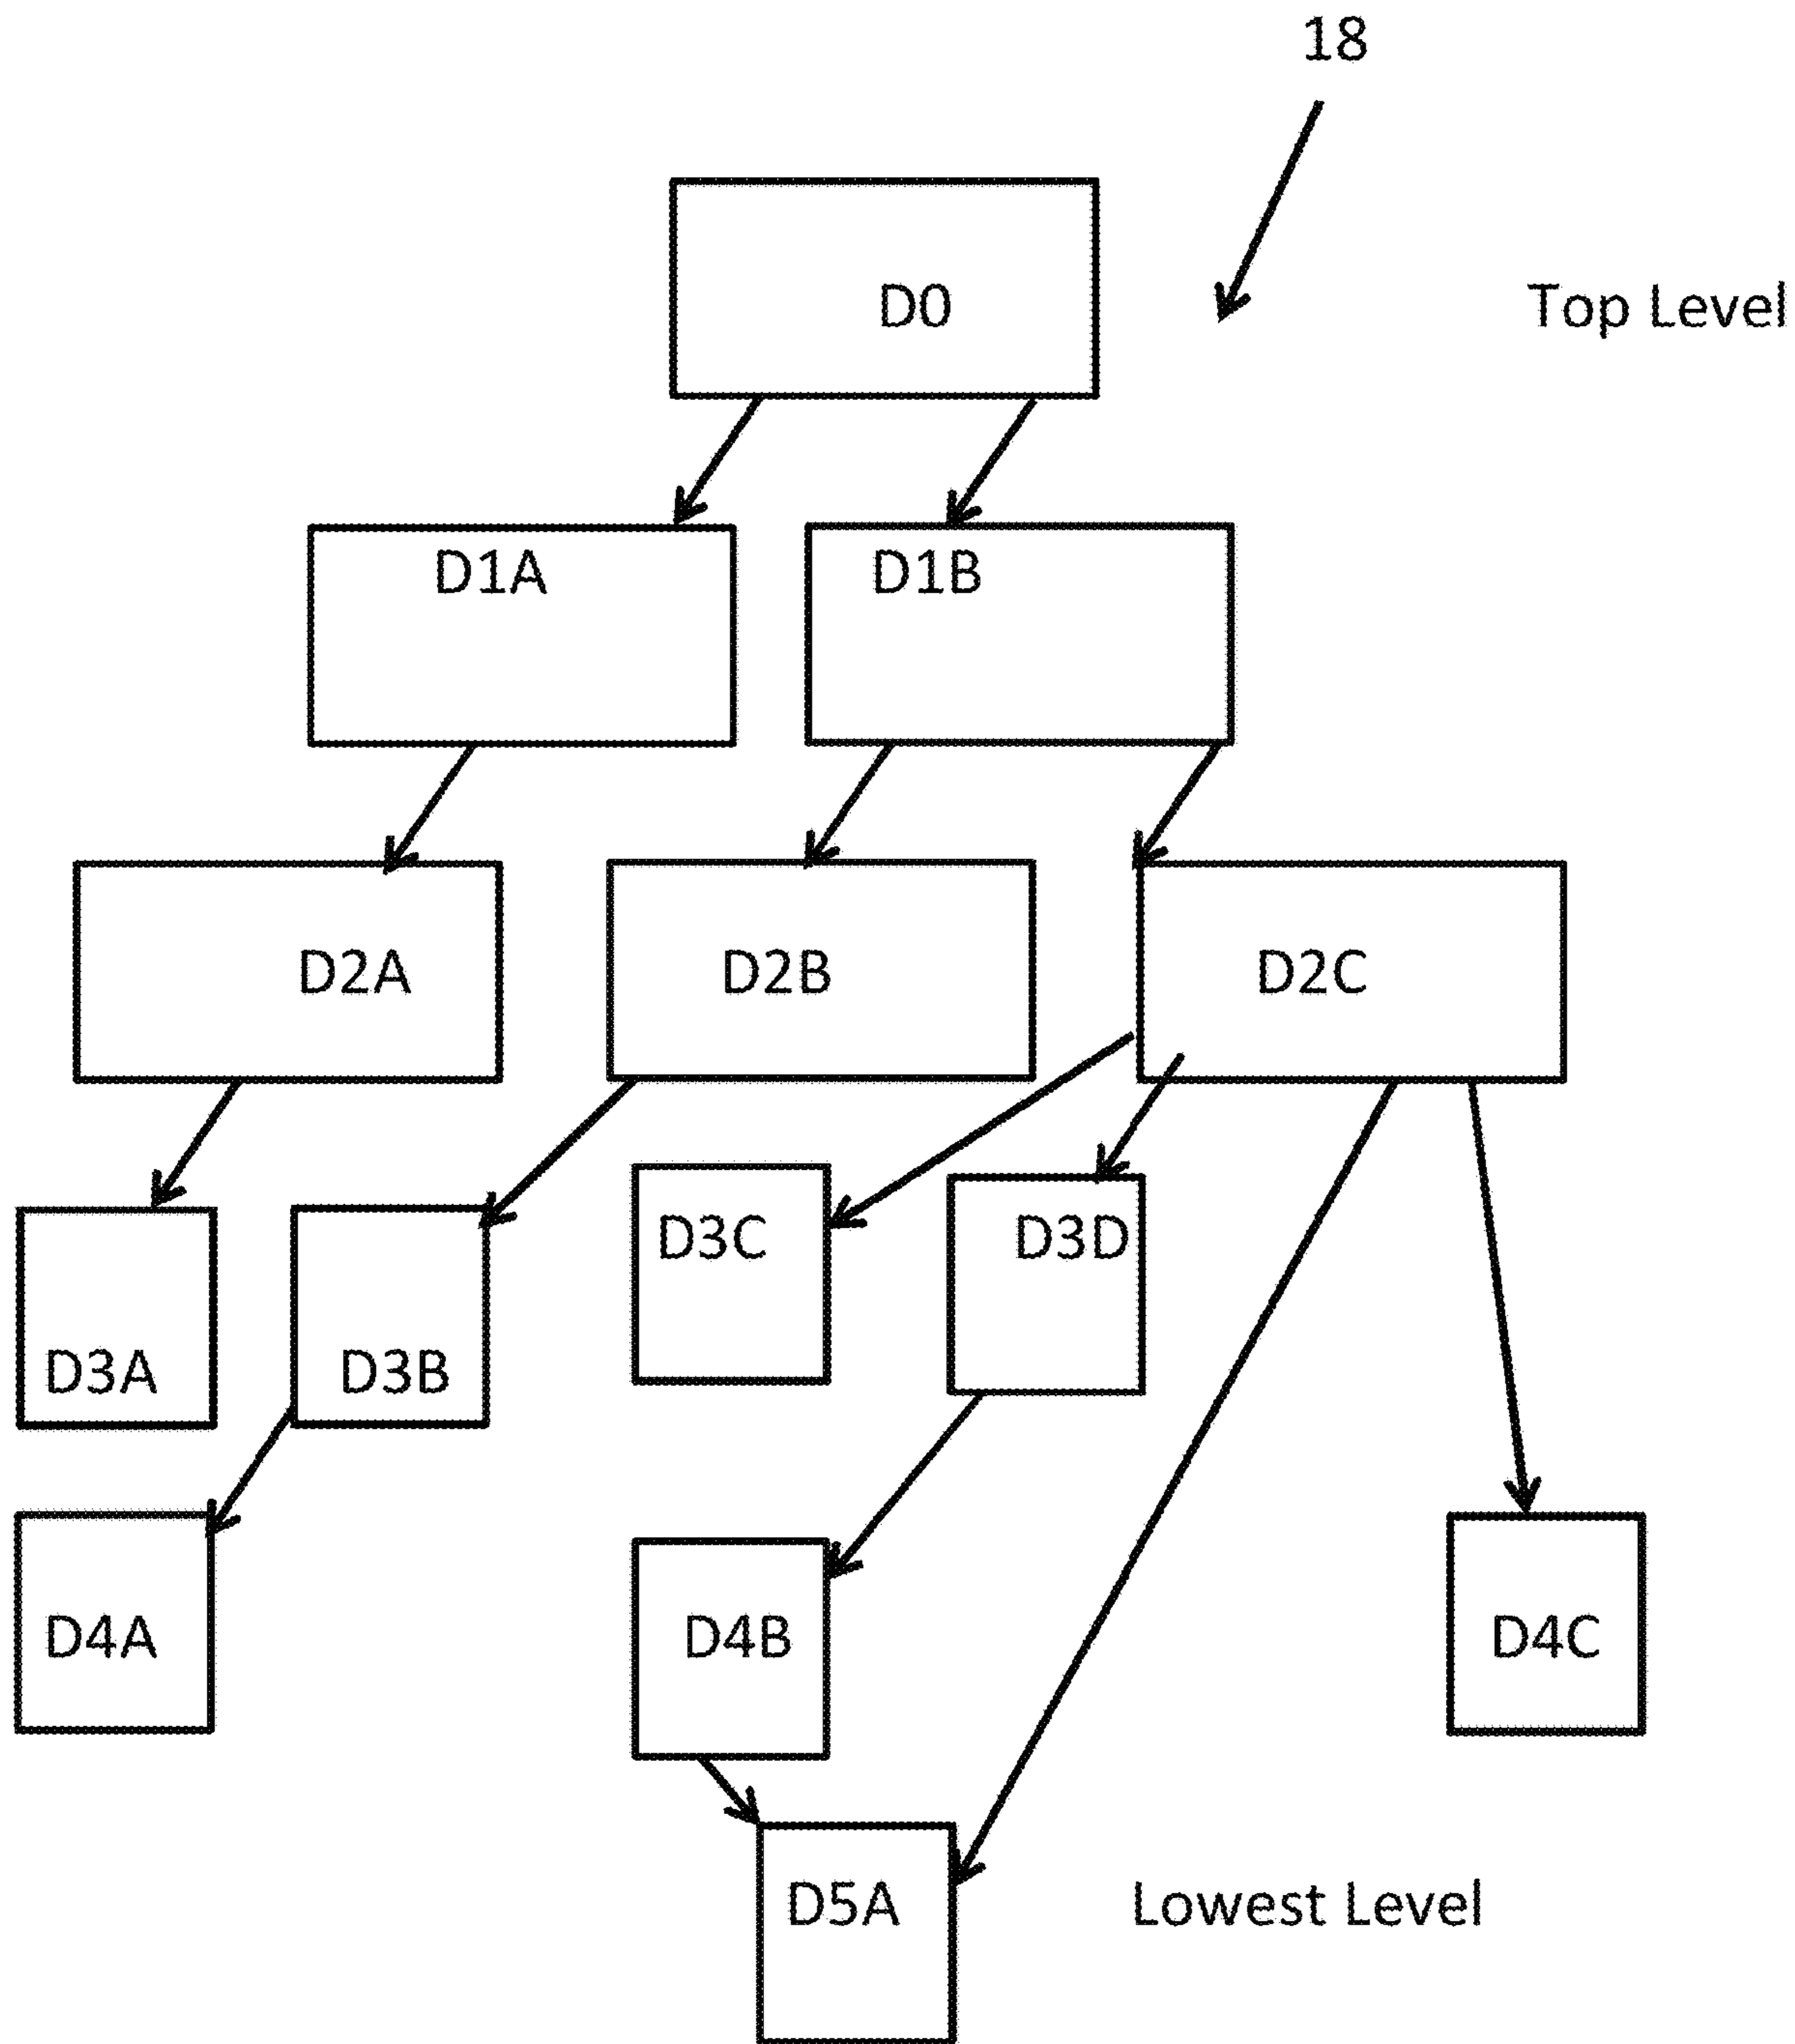 18
D0
Top Level
D1A
D1B
D2A
D2B
D2C
D3A
D3B
D3C
D3D
D4A
D4B
D4C
D5A
Lowest Level